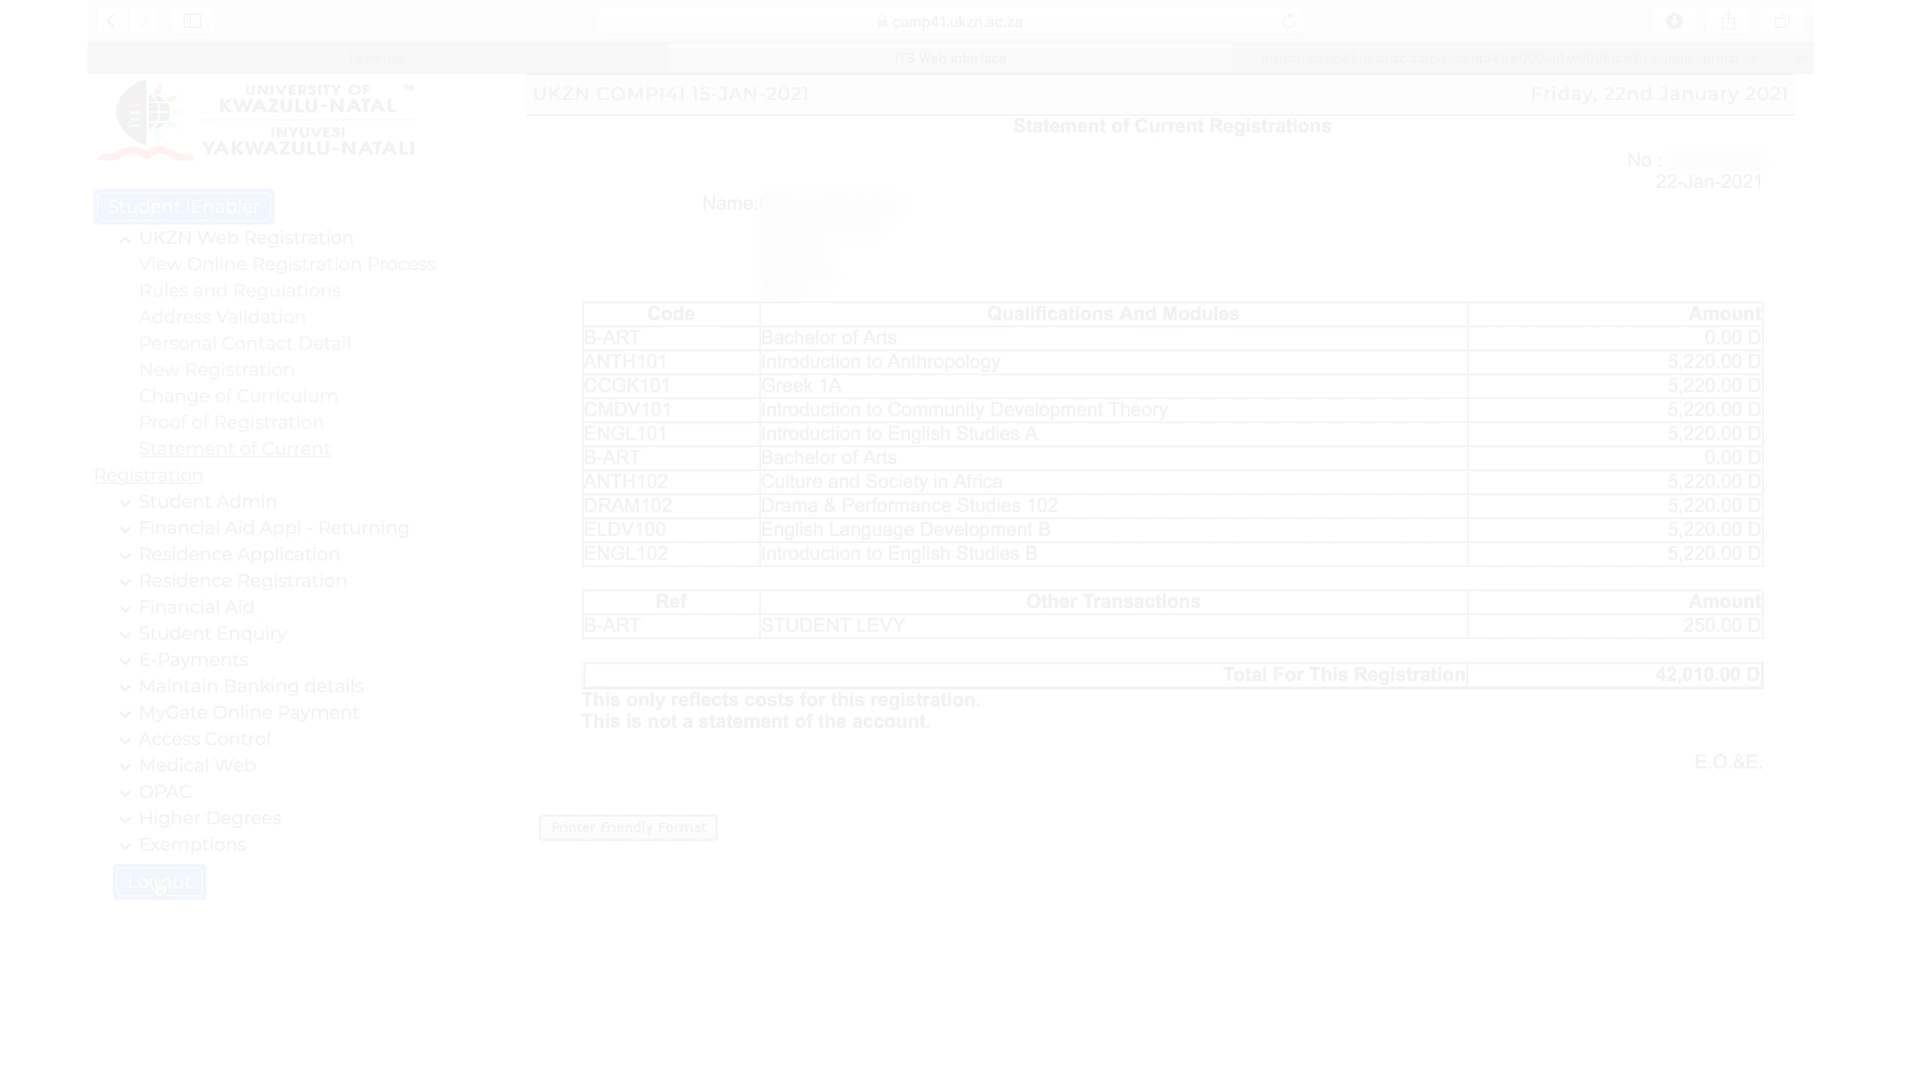 comp41.ukzn.ac.za
iTS Web Interface
UNIVERSITY OF
KWAZULU-NATAL ™
INYUVESI
YAKWAZULU-NATALI
UKZN COMPI41 15-JAN-2021
Friday, 22nd January 2021
Statement of Current Registrations
No :
22-Jan-2021
Name:
Student iEnabler
UKZN Web Registration
View Online Registration Process
Rules and Regulations
Address Validation
Personal Contact Detail
New Registration
Change of Curriculum
Proof of Registration
Statement of Current
Registration
Student Admin
Financial Aid Appl - Returning
Residence Application
Residence Registration
Financial Aid
Student Enquiry
E-Payments
Maintain Banking details
MyGate Online Payment
Access Control
Medical Web
OPAC
Higher Degrees
Exemptions
Logout
Code Qualifications And Modules Amount
B-ART Bachelor of Arts 0.00 D
ANTH101 Introduction to Anthropology 5,220.00 D
CCGK101 Greek 1A 5,220.00 D
CMDV101 Introduction to Community Development Theory 5,220.00 D
ENGL101 Introduction to English Studies A 5,220.00 D
B-ART Bachelor of Arts 0.00 D
ANTH102 Culture and Society in Africa 5,220.00 D
DRAM102 Drama & Performance Studies 102 5,220.00 D
ELDV100 English Language Development B 5,220.00 D
ENGL102 Introduction to English Studies B 5,220.00 D
Ref Other Transactions Amount
B-ART STUDENT LEVY 250.00 D
Total For This Registration 42,010.00 D
This only reflects costs for this registration.
This is not a statement of the account.
E.O.&E.
Printer Friendly Format